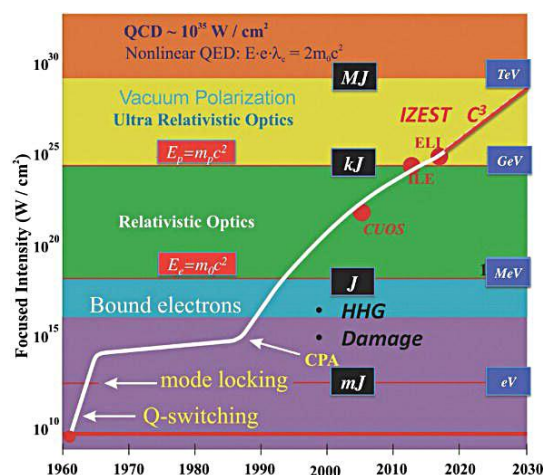 QCD ~ 10³⁵ W / cm²
Nonlinear QED: E·e·λc = 2m₀c²
10³⁰
MJ
TeV
Vacuum Polarization
IZEST C³
Ultra Relativistic Optics
ELI
Eₚ=mₚc²
kJ
GeV
10²⁵
ILE
CUOS
Relativistic Optics
10²⁰
Eₑ=m₀c²
J
MeV
Bound electrons
• HHG
• Damage
10¹⁵
CPA
mode locking
mJ
eV
Q-switching
10¹⁰
Focused Intensity (W / cm²)
1960 1970 1980 1990 2000 2010 2020 2030